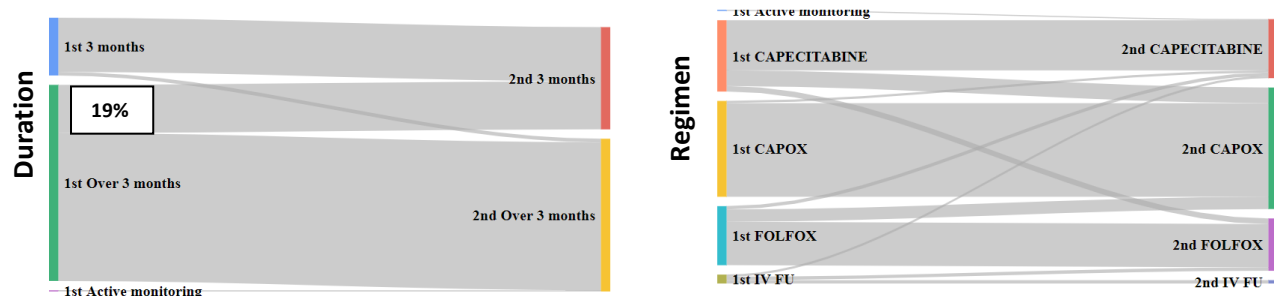 Duration
1st 3 months
19%
1st Over 3 months
1st Active monitoring
2nd 3 months
2nd Over 3 months
Regimen
1st Active monitoring
1st CAPECITABINE
1st CAPOX
1st FOLFOX
1st IV FU
2nd CAPECITABINE
2nd CAPOX
2nd FOLFOX
2nd IV FU